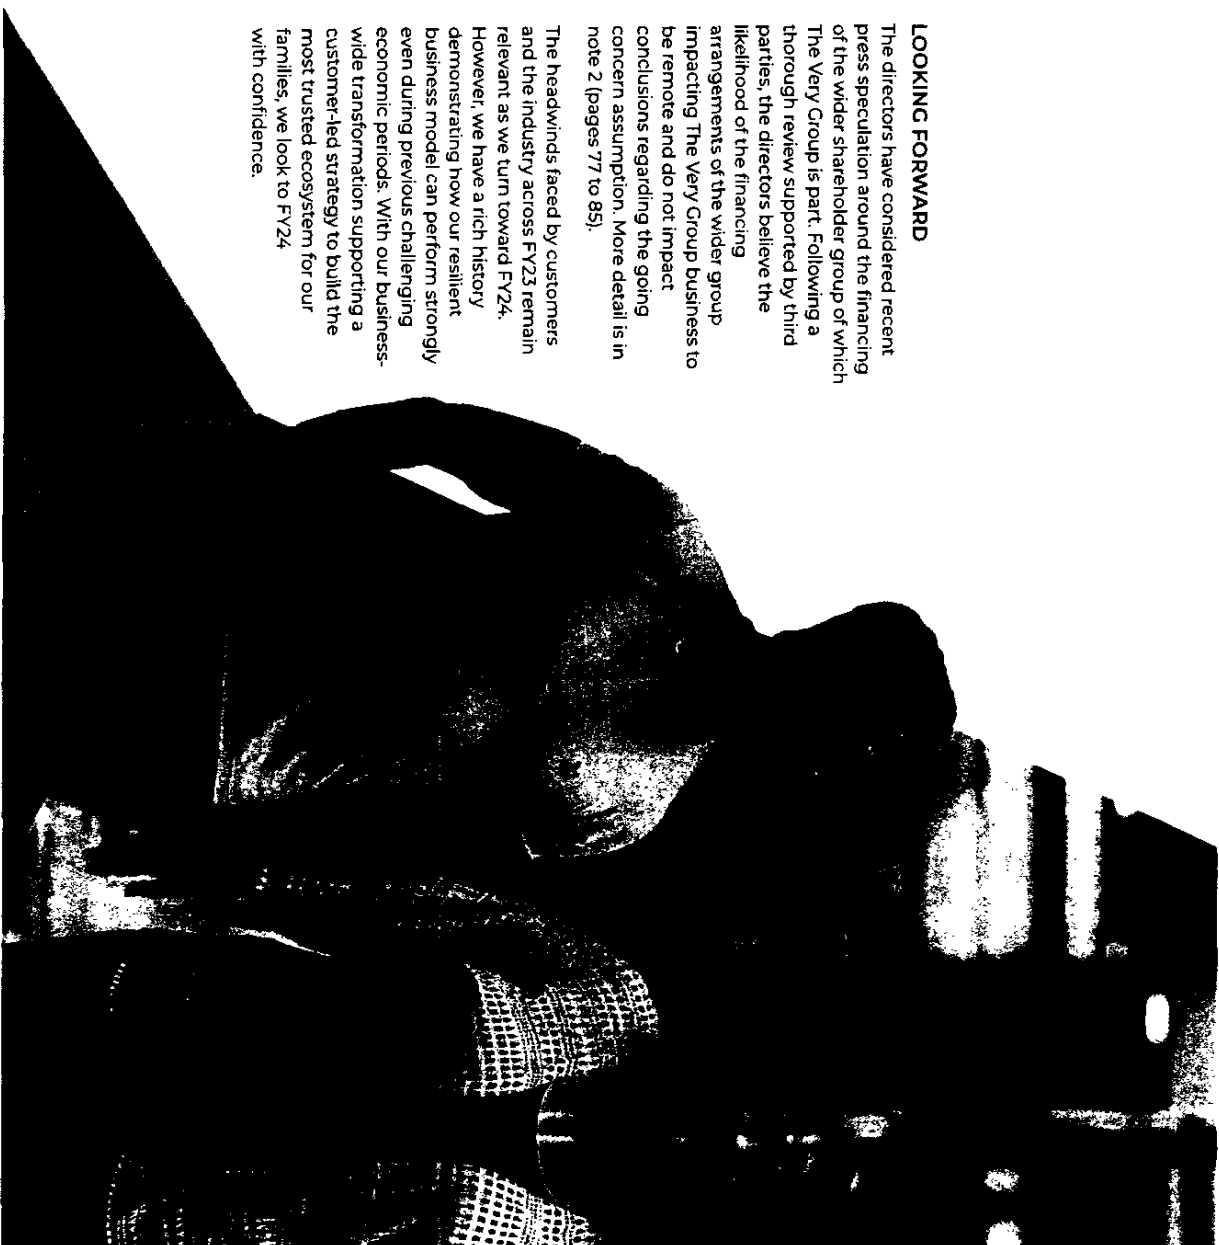 LOOKING FORWARD
The directors have considered recent
press speculation around the financing
of the wider shareholder group of which
The Very Group is part. Following a
thorough review supported by third
parties, the directors believe the
likelihood of the financing
arrangements of the wider group
impacting The Very Group business to
be remote and do not impact
conclusions regarding the going
concern assumption. More detail is in
note 2 (pages 77 to 85).
The headwinds faced by customers
and the industry across FY23 remain
relevant as we turn toward FY24.
However, we have a rich history
demonstrating how our resilient
business model can perform strongly
even during previous challenging
economic periods. With our business-
wide transformation supporting a
customer-led strategy to build the
most trusted ecosystem for our
families, we look to FY24
with confidence.